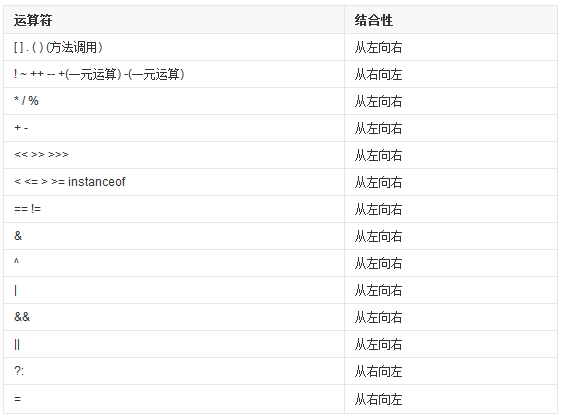 运算符 结合性
[ ] . ( ) (方法调用) 从左向右
! ~ ++ -- +(一元运算) -(一元运算) 从右向左
* / % 从左向右
+ - 从左向右
<< >> >>> 从左向右
< <= > >= instanceof 从左向右
== != 从左向右
& 从左向右
^ 从左向右
| 从左向右
&& 从左向右
|| 从左向右
?: 从右向左
= 从右向左